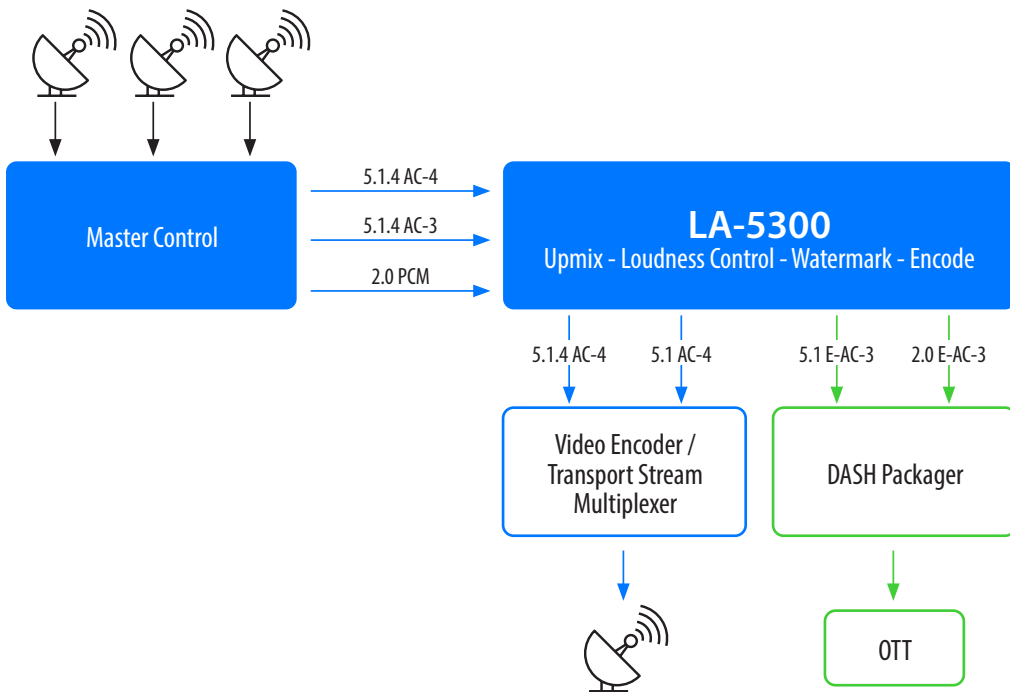 5.1.4 AC-4
Master Control
5.1.4 AC-3
2.0 PCM
LA-5300
Upmix - Loudness Control - Watermark - Encode
5.1.4 AC-4
5.1 AC-4
5.1 E-AC-3
2.0 E-AC-3
Video Encoder /
Transport Stream
Multiplexer
DASH Packager
OTT